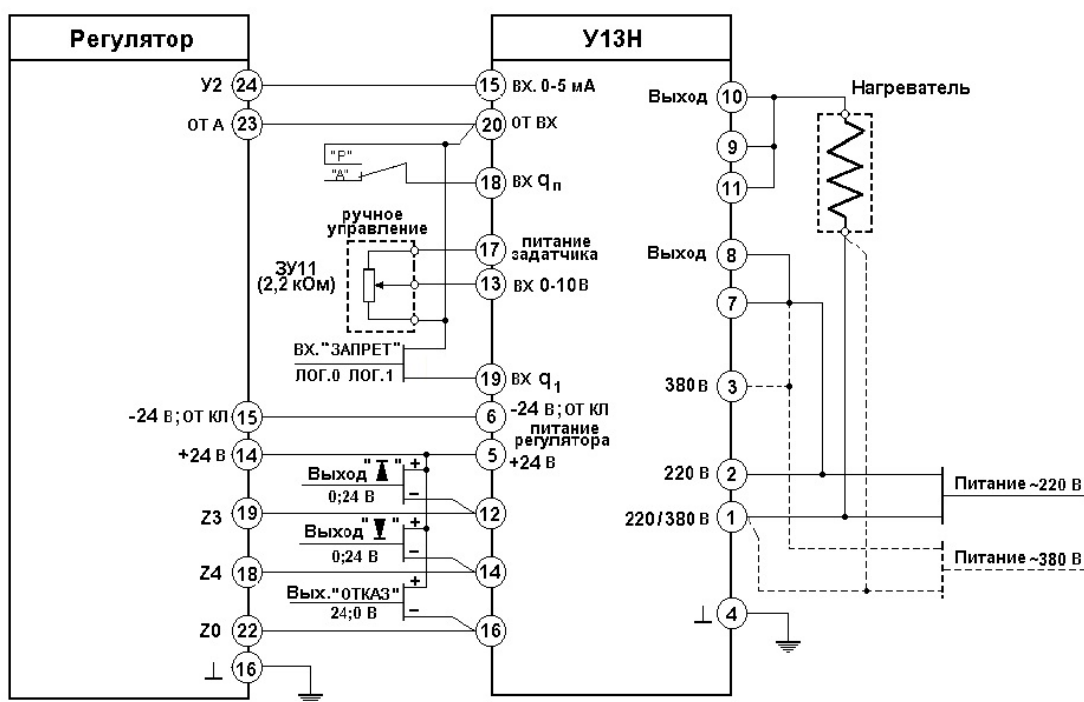 Регулятор
У13Н
У2 24
15 ВХ. 0-5 мА
ОТ А 23
20 ОТ ВХ
"Р"
"А"
18 ВХ qп
ручное
управление
ЗУ11
(2,2 кОм)
17 питание
задатчика
13 ВХ 0-10 В
ВХ."ЗАПРЕТ"
ЛОГ.0 ЛОГ.1
19 ВХ q1
-24 В; ОТ КЛ 15
6 -24 В; ОТ КЛ
питание
регулятора
+24 В 14
5 +24 В
Выход " "
+
0;24 В
−
Z3 19
12
Выход " "
+
0;24 В
−
Z4 18
14
Вых."ОТКАЗ"
+
24;0 В
−
Z0 22
16
⊥ 16
Выход 10
9
11
Нагреватель
Выход 8
7
380 В 3
220 В 2
220/380 В 1
Питание ~220 В
Питание ~380 В
⊥ 4